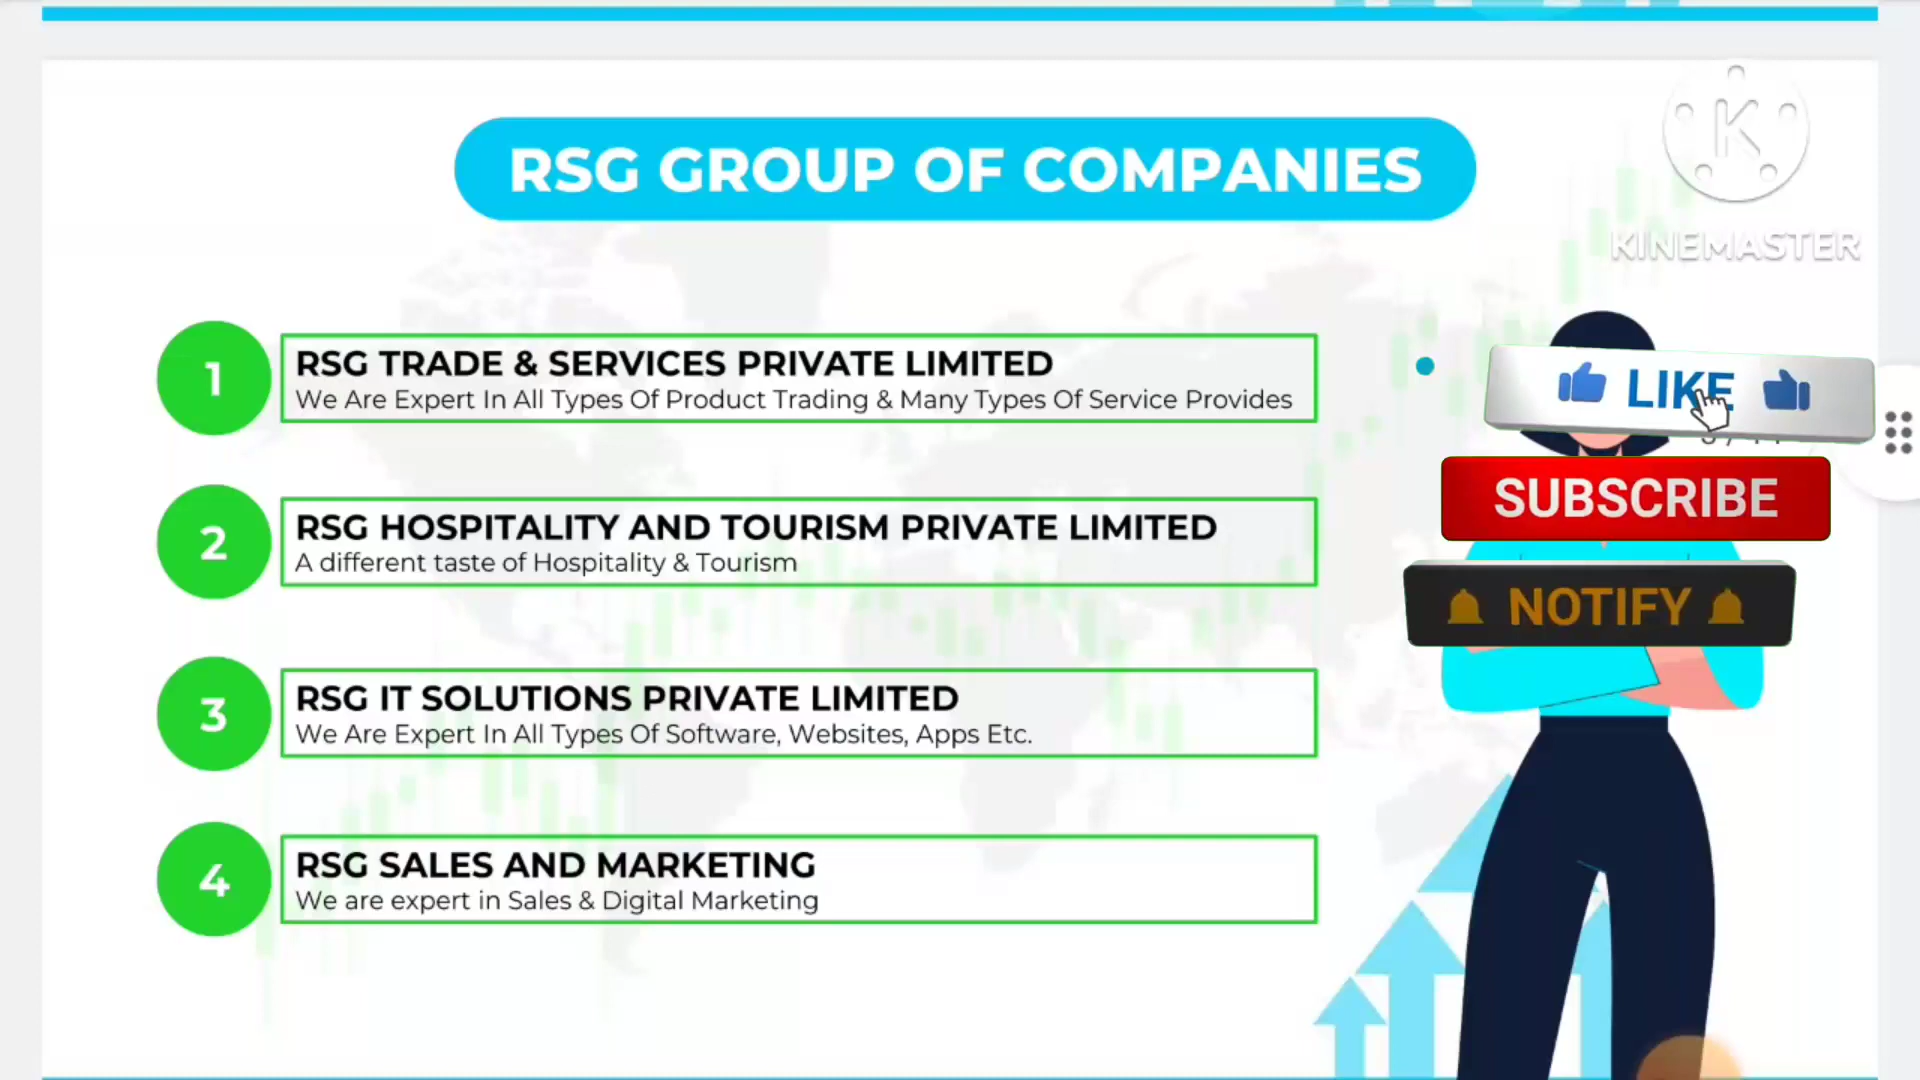 RSG GROUP OF COMPANIES
K
KINEMASTER
1
RSG TRADE & SERVICES PRIVATE LIMITED
We Are Expert In All Types Of Product Trading & Many Types Of Service Provides
LIKE
SUBSCRIBE
2
RSG HOSPITALITY AND TOURISM PRIVATE LIMITED
A different taste of Hospitality & Tourism
NOTIFY
3
RSG IT SOLUTIONS PRIVATE LIMITED
We Are Expert In All Types Of Software, Websites, Apps Etc.
4
RSG SALES AND MARKETING
We are expert in Sales & Digital Marketing